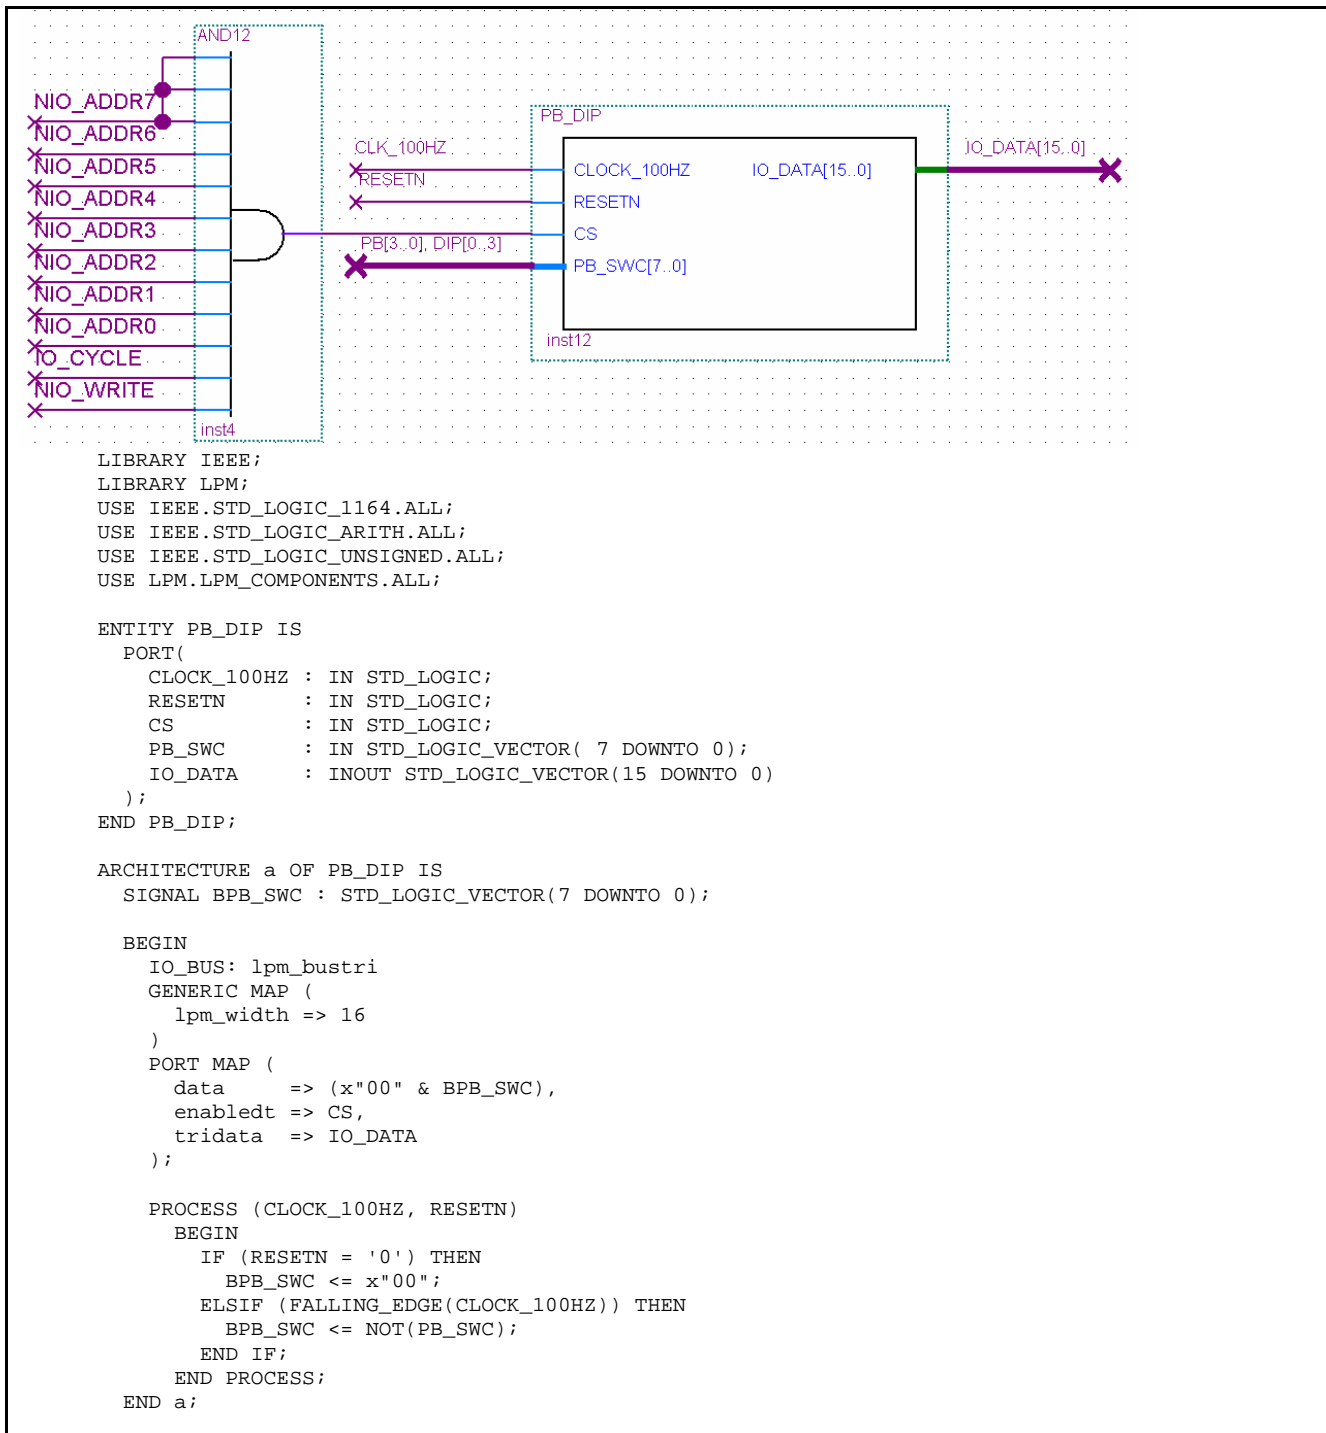 AND12
NIO_ADDR7
NIO_ADDR6
NIO_ADDR5
NIO_ADDR4
NIO_ADDR3
NIO_ADDR2
NIO_ADDR1
NIO_ADDR0
IO_CYCLE
NIO_WRITE
inst4
CLK_100HZ
RESETN
PB[3..0], DIP[0..3]
PB_DIP
CLOCK_100HZ IO_DATA[15..0]
RESETN
CS
PB_SWC[7..0]
inst12
IO_DATA[15..0]
LIBRARY IEEE;
LIBRARY LPM;
USE IEEE.STD_LOGIC_1164.ALL;
USE IEEE.STD_LOGIC_ARITH.ALL;
USE IEEE.STD_LOGIC_UNSIGNED.ALL;
USE LPM.LPM_COMPONENTS.ALL;
ENTITY PB_DIP IS
PORT(
CLOCK_100HZ : IN STD_LOGIC;
RESETN : IN STD_LOGIC;
CS : IN STD_LOGIC;
PB_SWC : IN STD_LOGIC_VECTOR( 7 DOWNTO 0);
IO_DATA : INOUT STD_LOGIC_VECTOR(15 DOWNTO 0)
);
END PB_DIP;
ARCHITECTURE a OF PB_DIP IS
SIGNAL BPB_SWC : STD_LOGIC_VECTOR(7 DOWNTO 0);
BEGIN
IO_BUS: lpm_bustri
GENERIC MAP (
lpm_width => 16
)
PORT MAP (
data => (x"00" & BPB_SWC),
enabledt => CS,
tridata => IO_DATA
);
PROCESS (CLOCK_100HZ, RESETN)
BEGIN
IF (RESETN = '0') THEN
BPB_SWC <= x"00";
ELSIF (FALLING_EDGE(CLOCK_100HZ)) THEN
BPB_SWC <= NOT(PB_SWC);
END IF;
END PROCESS;
END a;